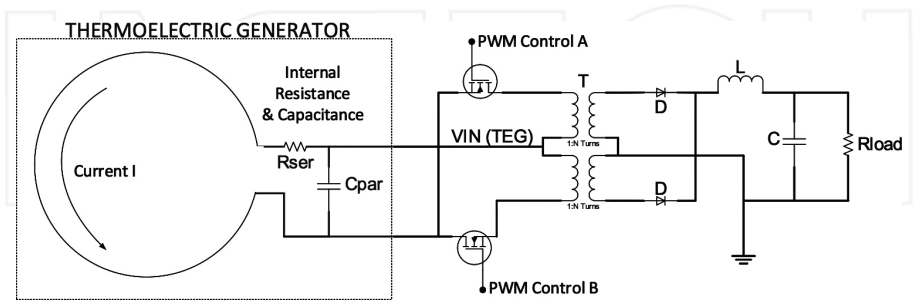 THERMOELECTRIC GENERATOR
PWM Control A
Internal
Resistance
& Capacitance
T
L
D
VIN (TEG)
1:N Turns
Rser
C
Rload
Current I
Cpar
D
1:N Turns
PWM Control B